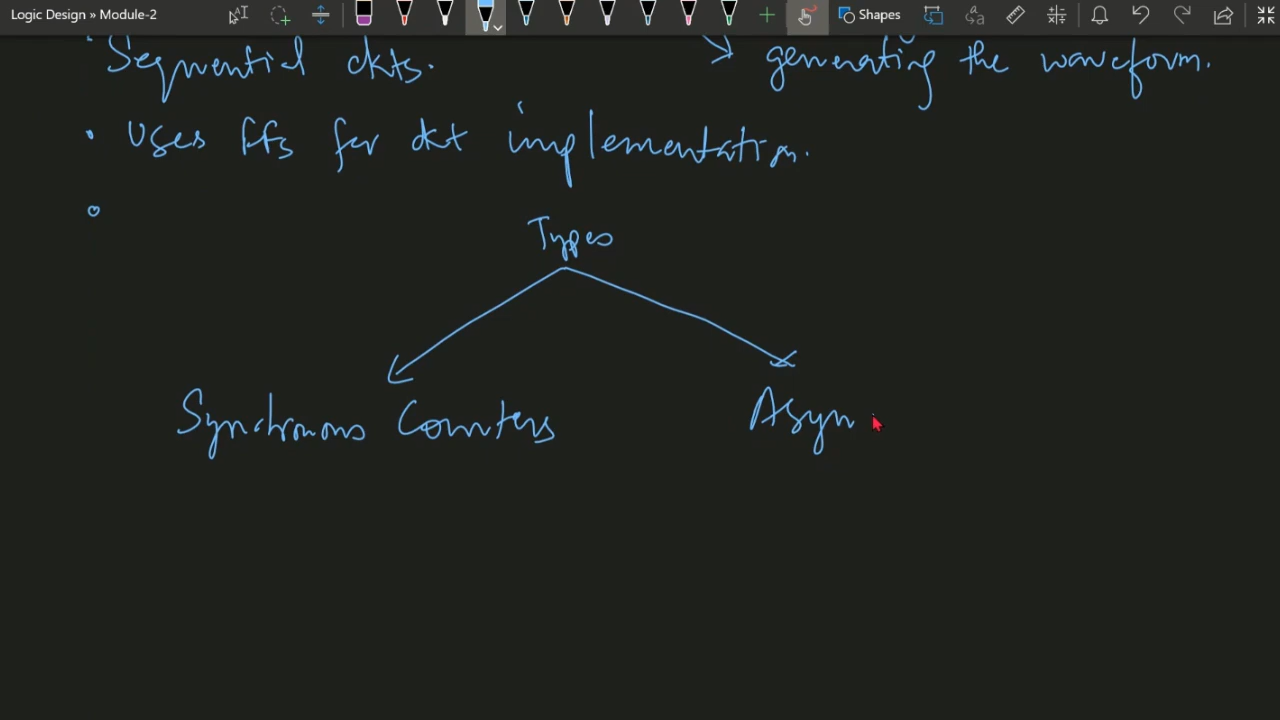 Logic Design » Module-2
Shapes
Sequential ckts.
generating the waveform.
• Uses ffs for ckt implementation.
Types
Synchronous Counters
Asyn